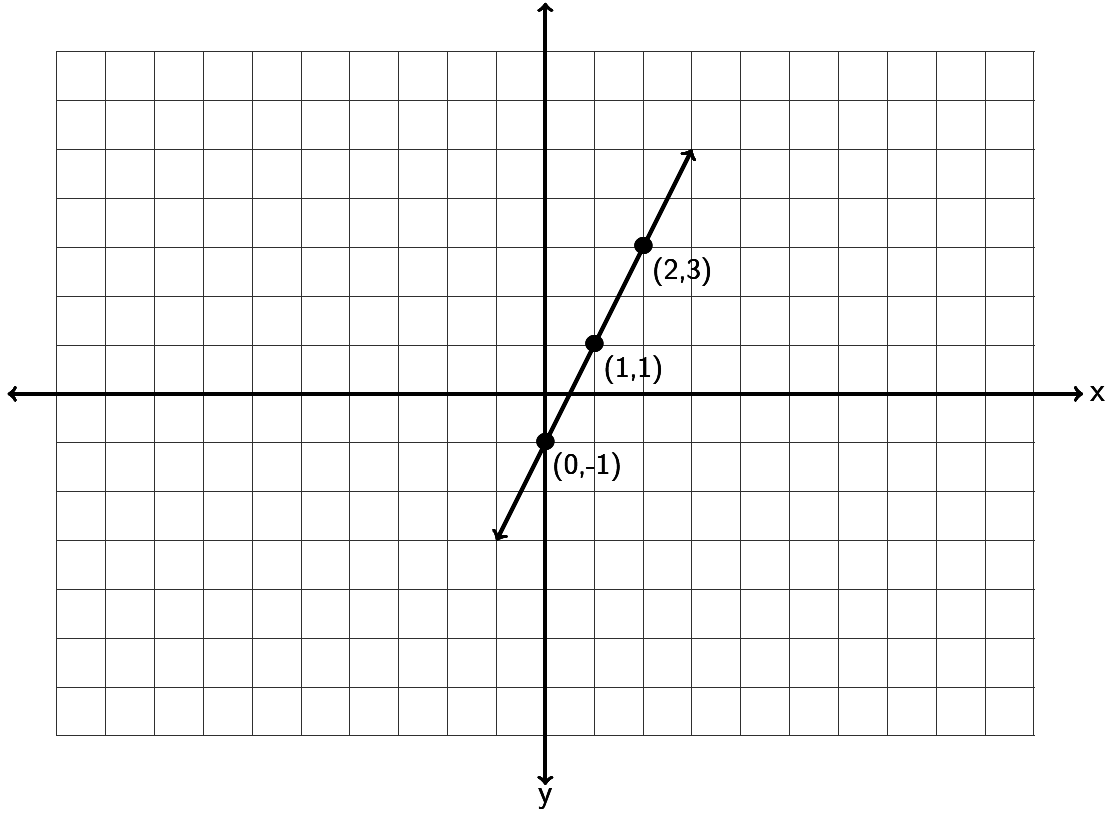 (2,3)
(1,1)
x
(0,-1)
y